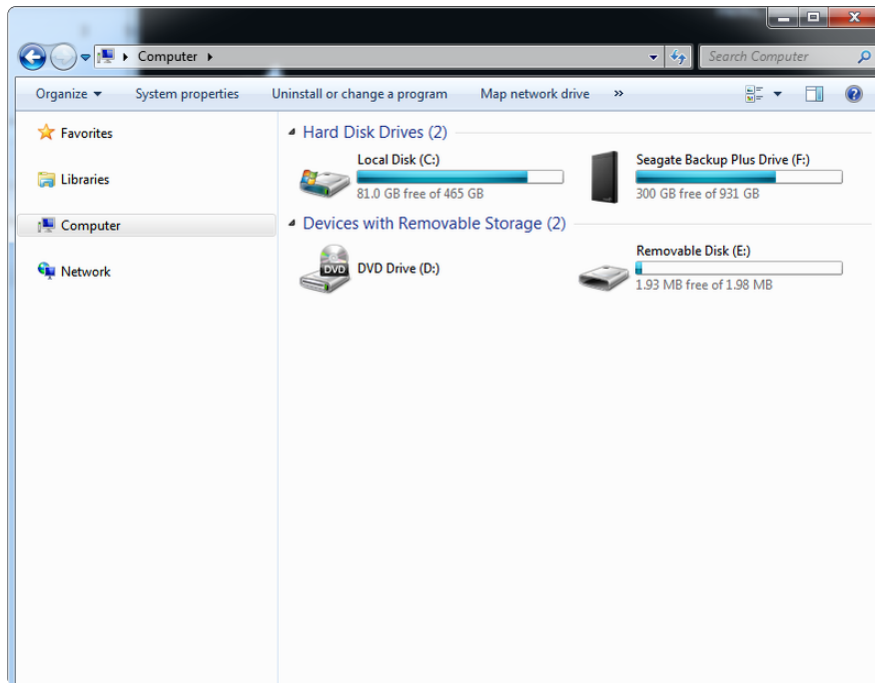 Computer
Search Computer
Organize
System properties
Uninstall or change a program
Map network drive
»
Favorites
Libraries
Computer
Network
Hard Disk Drives (2)
Local Disk (C:)
81.0 GB free of 465 GB
Seagate Backup Plus Drive (F:)
300 GB free of 931 GB
Devices with Removable Storage (2)
DVD
DVD Drive (D:)
Removable Disk (E:)
1.93 MB free of 1.98 MB